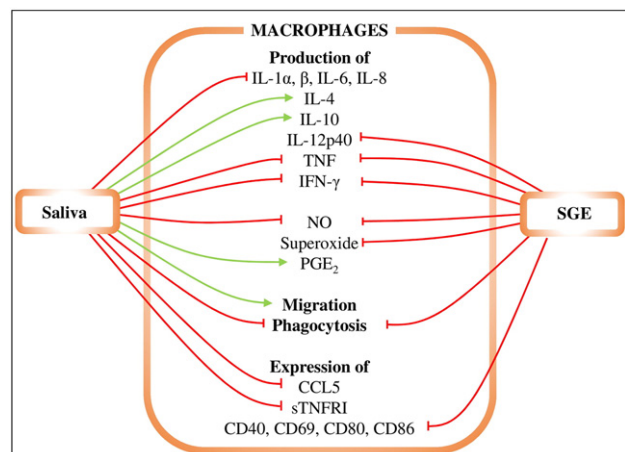 MACROPHAGES
Production of
IL-1α, β, IL-6, IL-8
IL-4
IL-10
IL-12p40
TNF
IFN-γ
Saliva
SGE
NO
Superoxide
PGE₂
Migration
Phagocytosis
Expression of
CCL5
sTNFRI
CD40, CD69, CD80, CD86